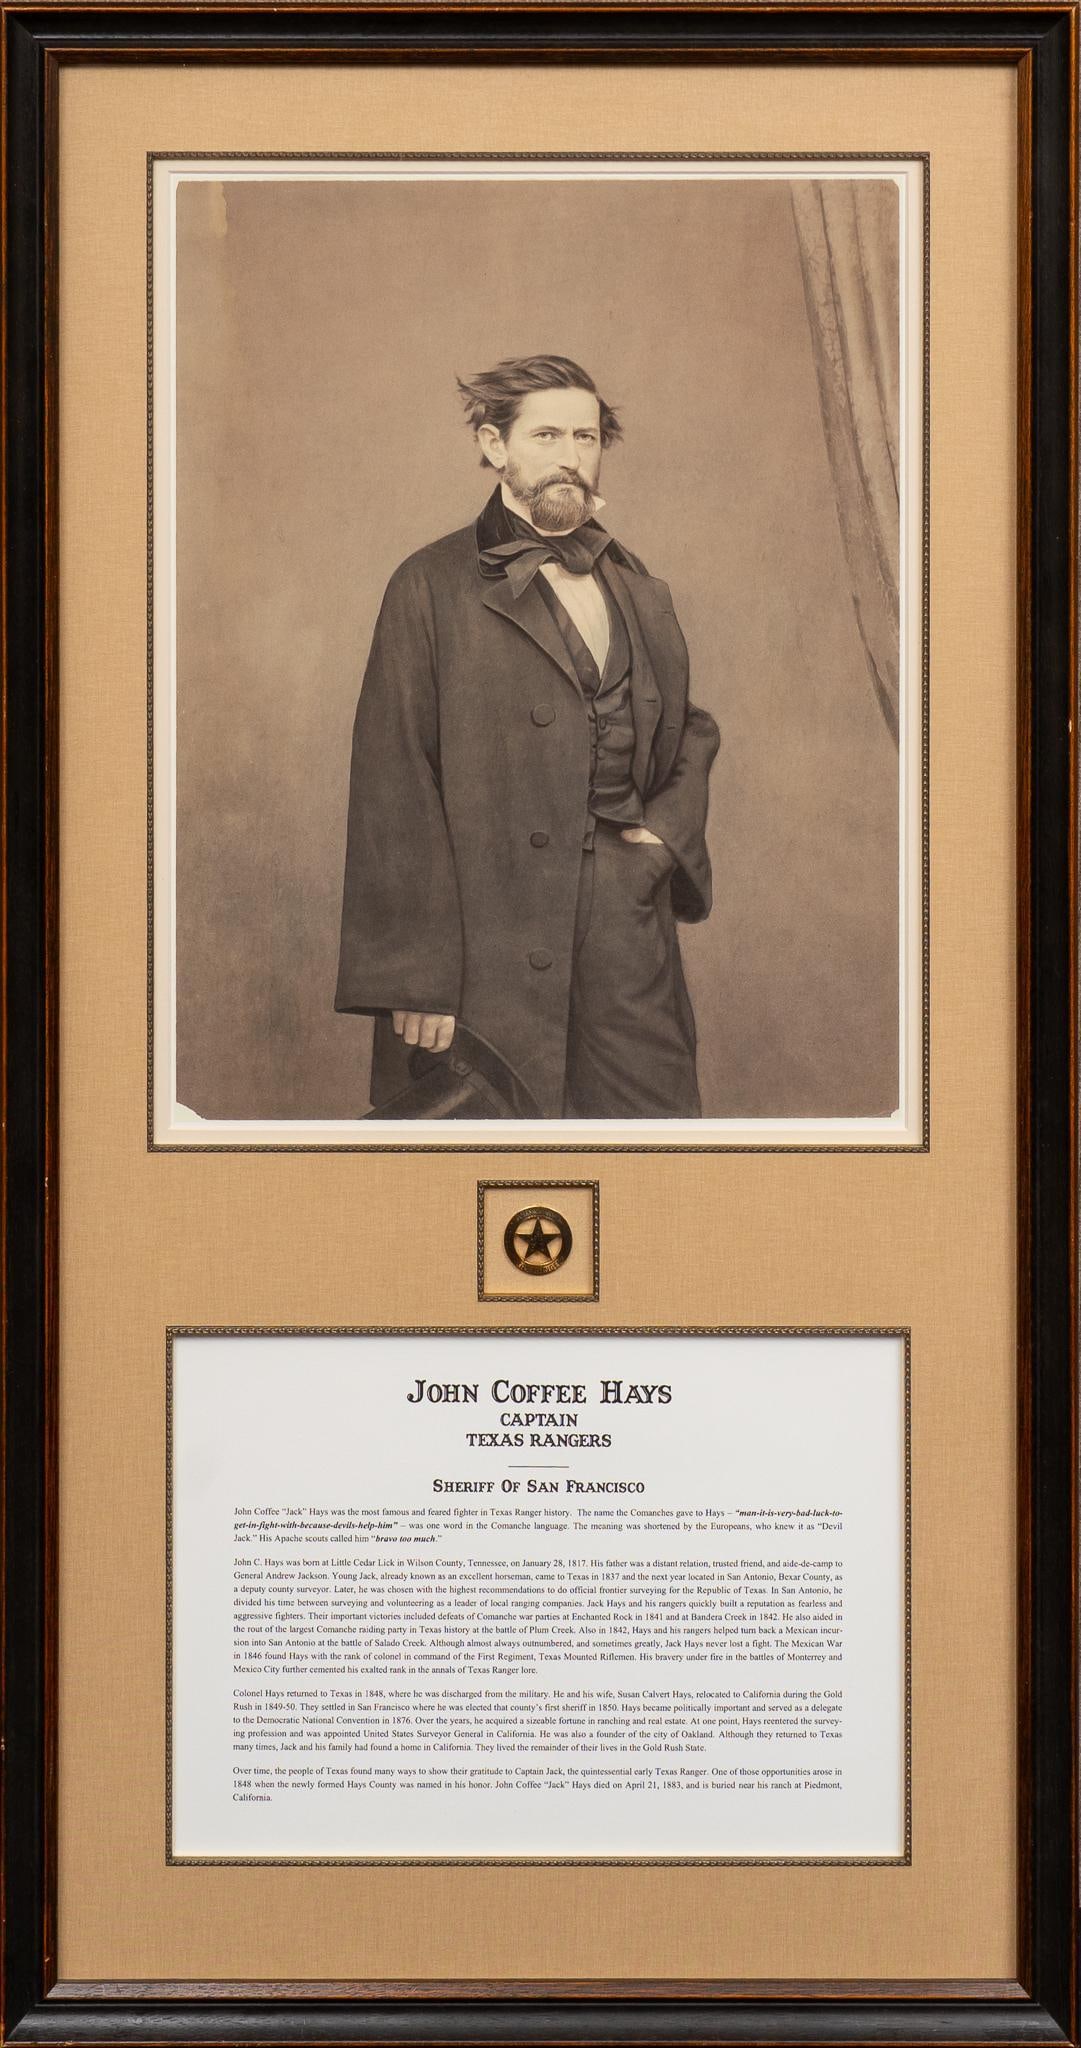 JOHN COFFEE HAYS
CAPTAIN
TEXAS RANGERS
SHERIFF OF SAN FRANCISCO
John Coffee “Jack” Hays was the most famous and feared fighter in Texas Ranger history. The name the Comanches gave to Hays – “man-it-is-very-bad-luck-to-
get-in-fight-with-because-devils-help-him” – was one word in the Comanche language. The meaning was shortened by the Europeans, who knew it as “Devil
Jack.” His Apache scouts called him “bravo too much.”
John C. Hays was born at Little Cedar Lick in Wilson County, Tennessee, on January 28, 1817. His father was a distant relation, trusted friend, and aide-de-camp to
General Andrew Jackson. Young Jack, already known as an excellent horseman, came to Texas in 1837 and the next year located in San Antonio, Bexar County, as
a deputy county surveyor. Later, he was chosen with the highest recommendations to do official frontier surveying for the Republic of Texas. In San Antonio, he
divided his time between surveying and volunteering as a leader of local ranging companies. Jack Hays and his rangers quickly built a reputation as fearless and
aggressive fighters. Their important victories included defeats of Comanche war parties at Enchanted Rock in 1841 and at Bandera Creek in 1842. He also aided in
the rout of the largest Comanche raiding party in Texas history at the battle of Plum Creek. Also in 1842, Hays and his rangers helped turn back a Mexican incur-
sion into San Antonio at the battle of Salado Creek. Although almost always outnumbered, and sometimes greatly, Jack Hays never lost a fight. The Mexican War
in 1846 found Hays with the rank of colonel in command of the First Regiment, Texas Mounted Riflemen. His bravery under fire in the battles of Monterrey and
Mexico City further cemented his exalted rank in the annals of Texas Ranger lore.
Colonel Hays returned to Texas in 1848, where he was discharged from the military. He and his wife, Susan Calvert Hays, relocated to California during the Gold
Rush in 1849-50. They settled in San Francisco where he was elected that county’s first sheriff in 1850. Hays became politically important and served as a delegate
to the Democratic National Convention in 1876. Over the years, he acquired a sizeable fortune in ranching and real estate. At one point, Hays reentered the survey-
ing profession and was appointed United States Surveyor General in California. He was also a founder of the city of Oakland. Although they returned to Texas
many times, Jack and his family had found a home in California. They lived the remainder of their lives in the Gold Rush State.
Over time, the people of Texas found many ways to show their gratitude to Captain Jack, the quintessential early Texas Ranger. One of those opportunities arose in
1848 when the newly formed Hays County was named in his honor. John Coffee “Jack” Hays died on April 21, 1883, and is buried near his ranch at Piedmont,
California.